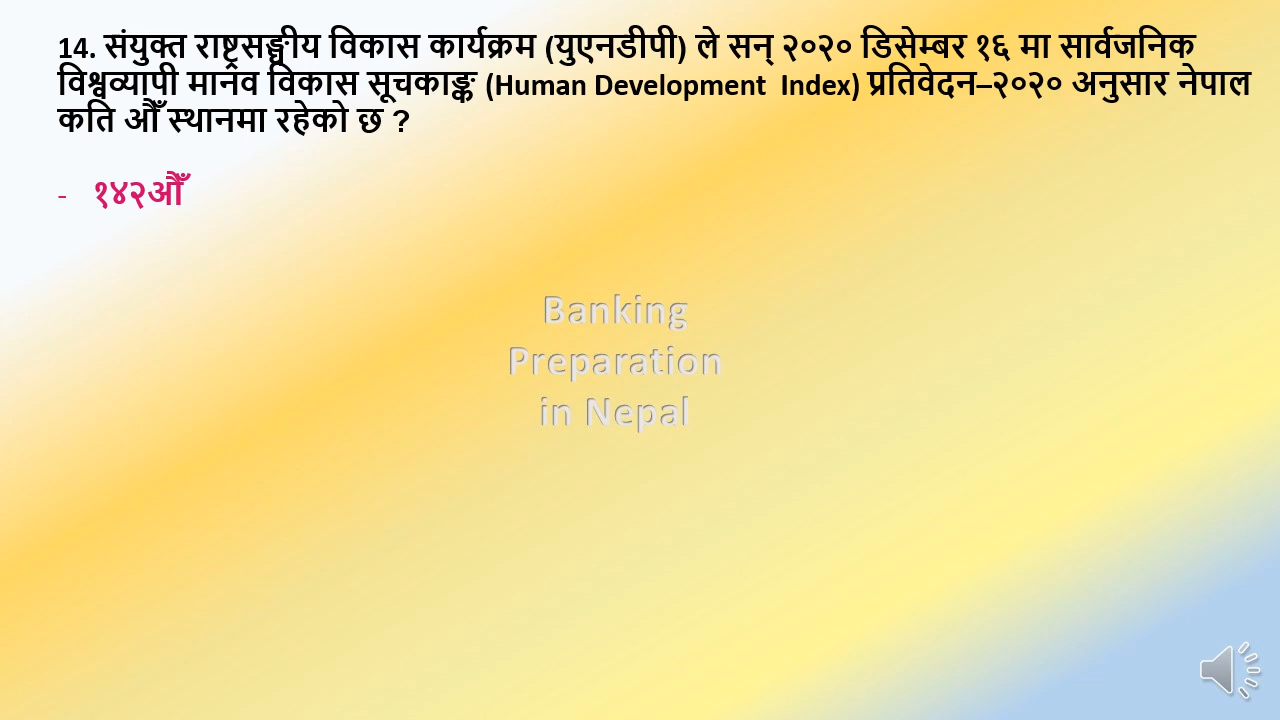 14. संयुक्त राष्ट्रसङ्घीय विकास कार्यक्रम (युएनडीपी) ले सन् २०२० डिसेम्बर १६ मा सार्वजनिक
विश्वव्यापी मानव विकास सूचकाङ्क (Human Development Index) प्रतिवेदन–२०२० अनुसार नेपाल
कति औँ स्थानमा रहेको छ ?
- १४२औँ
Banking
Preparation
in Nepal